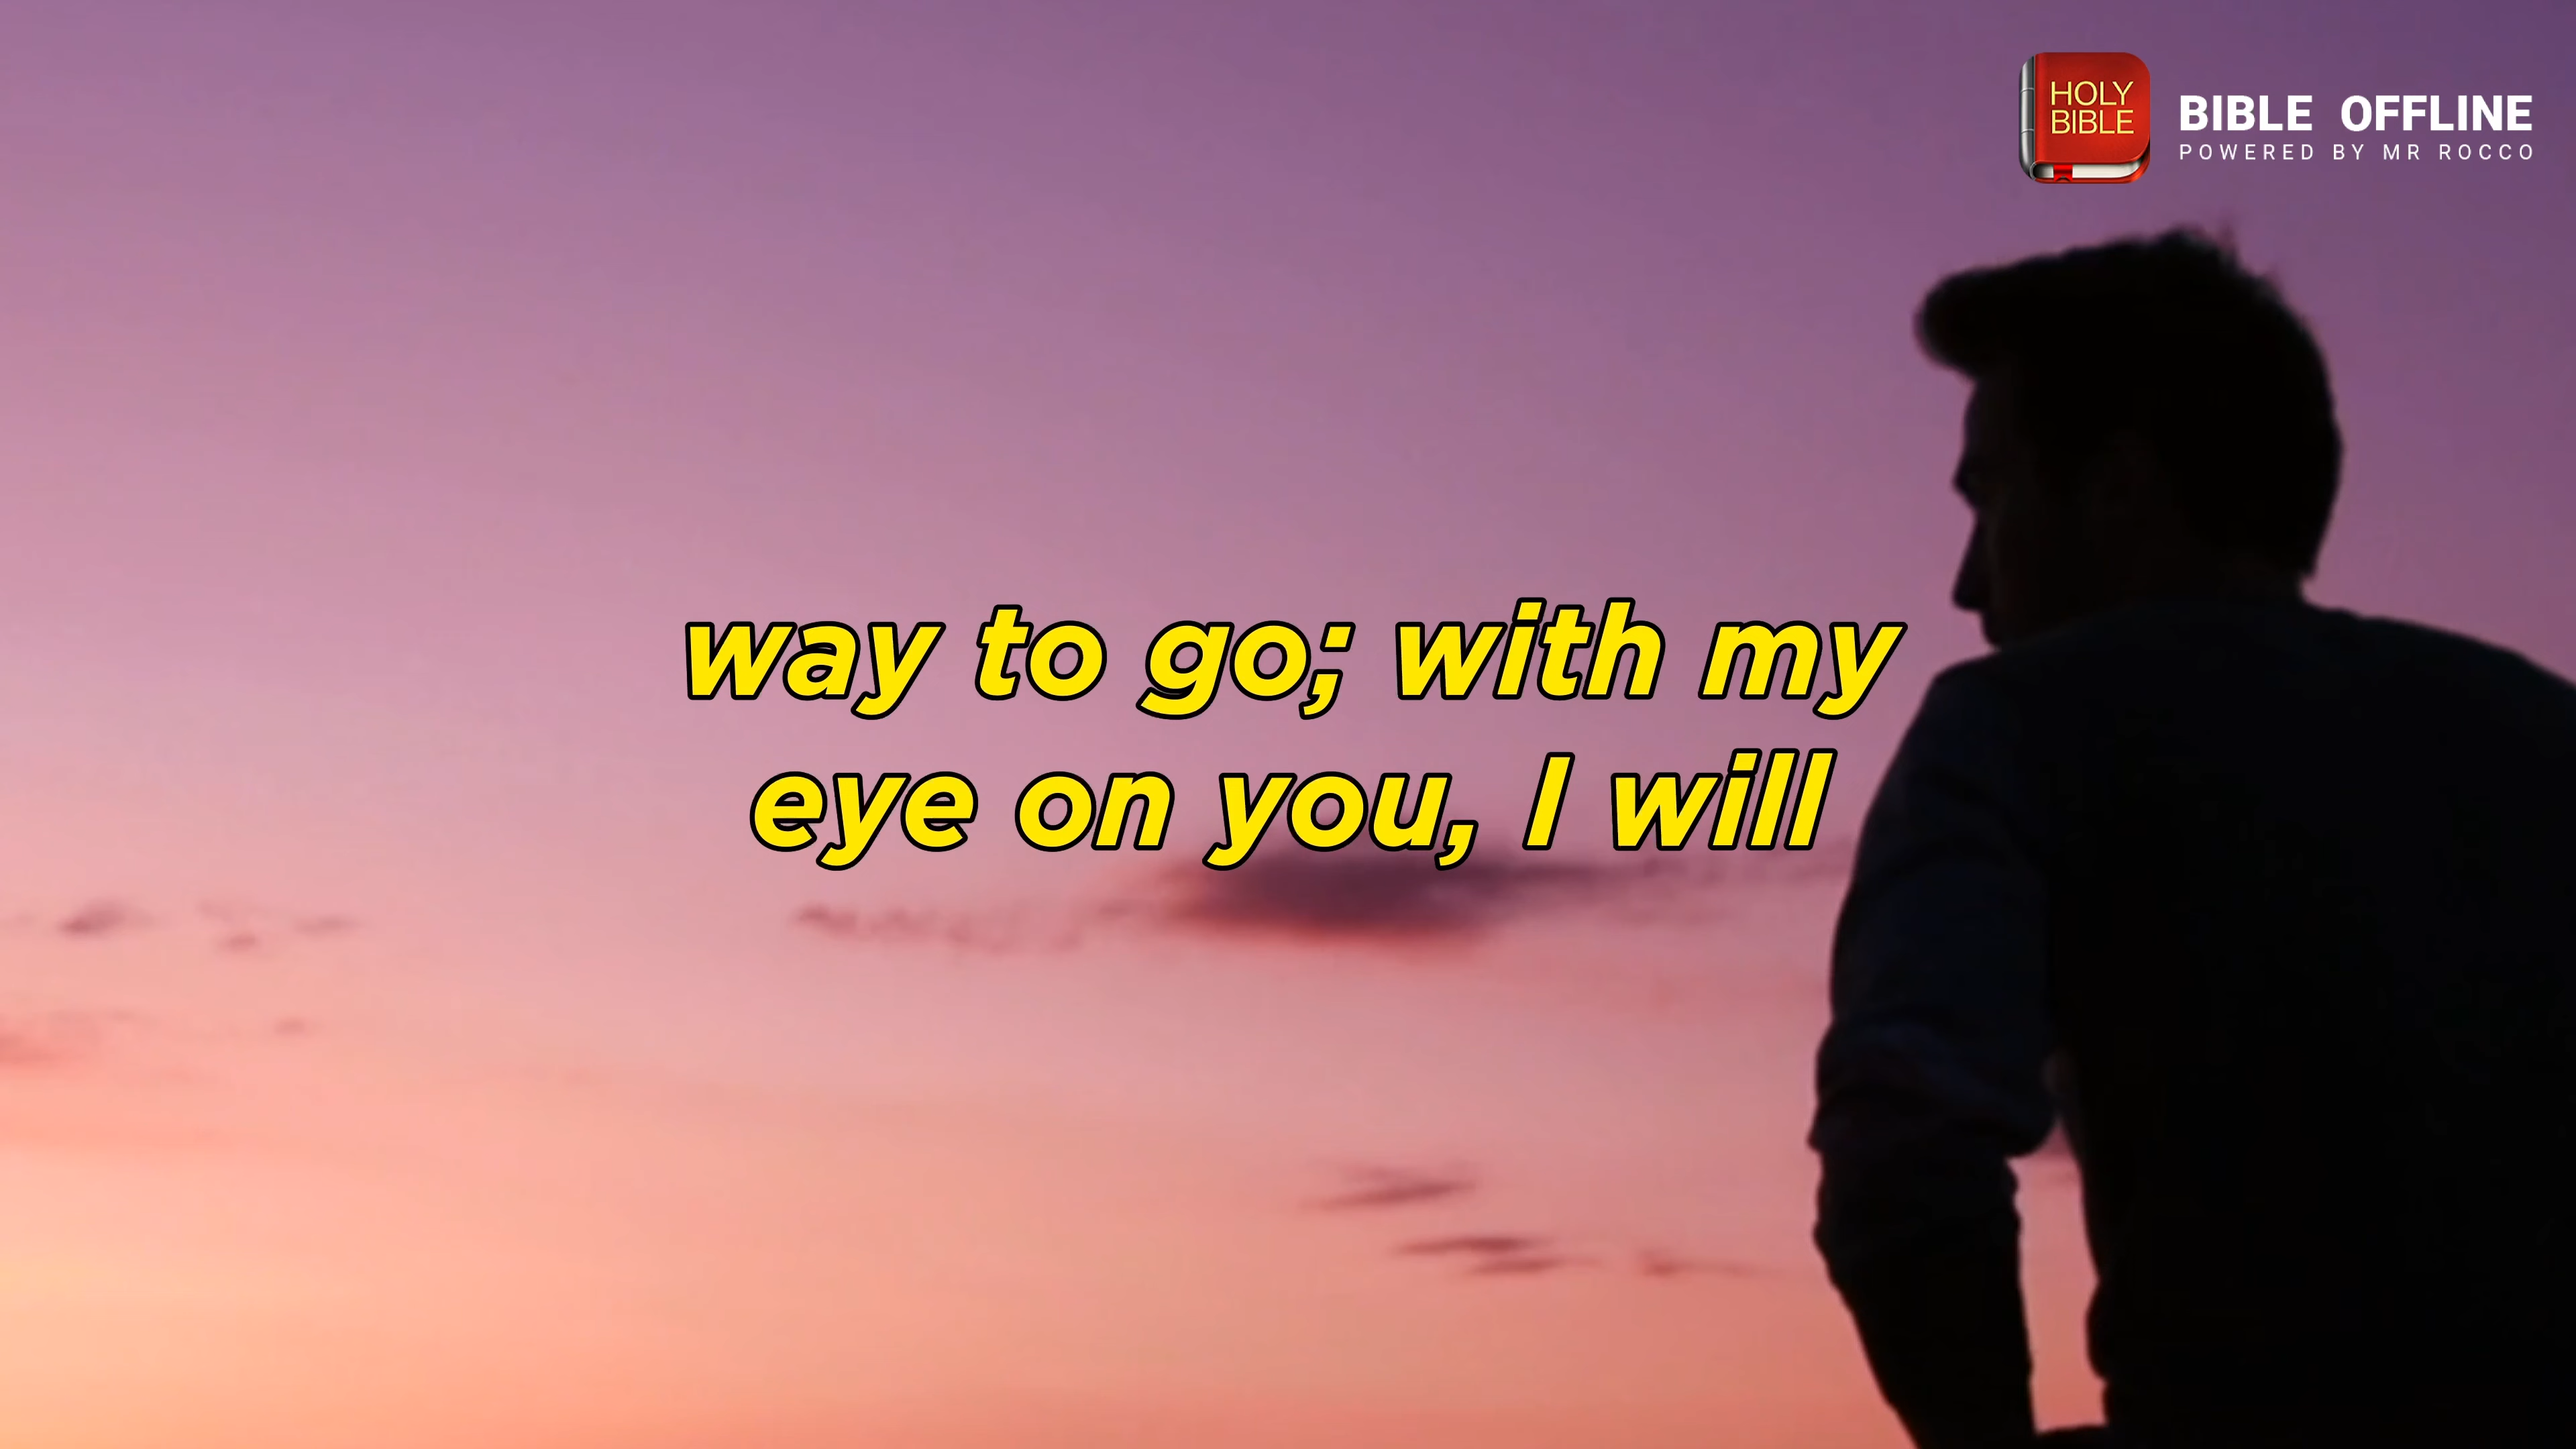 HOLY
BIBLE
BIBLE OFFLINE
POWERED BY MR ROCCO
way to go; with my
eye on you, I will